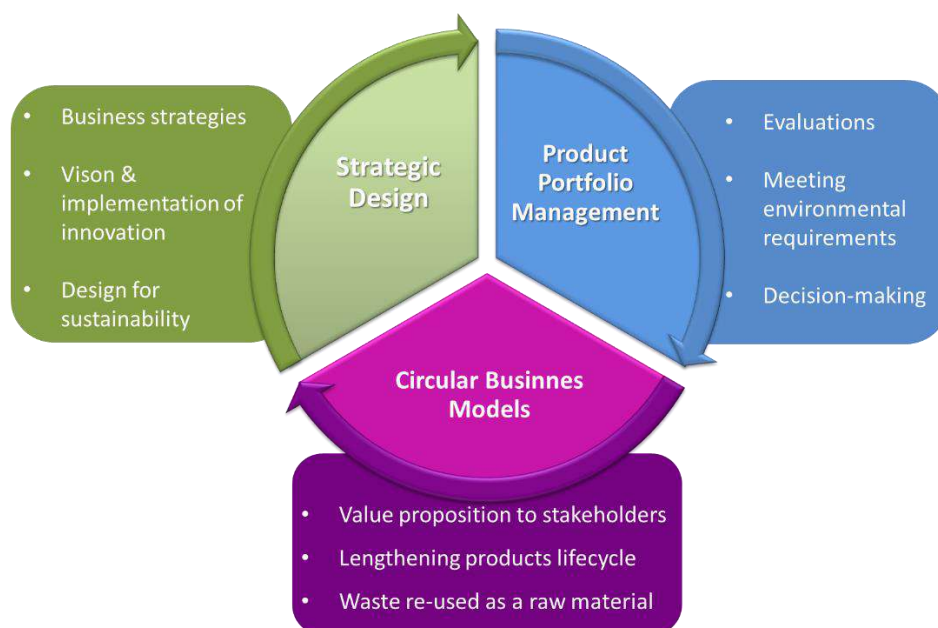 Strategic
Design
• Business strategies
• Vison &
implementation of
innovation
• Design for
sustainability
Product
Portfolio
Management
• Evaluations
• Meeting
environmental
requirements
• Decision-making
Circular Businnes
Models
• Value proposition to stakeholders
• Lengthening products lifecycle
• Waste re-used as a raw material